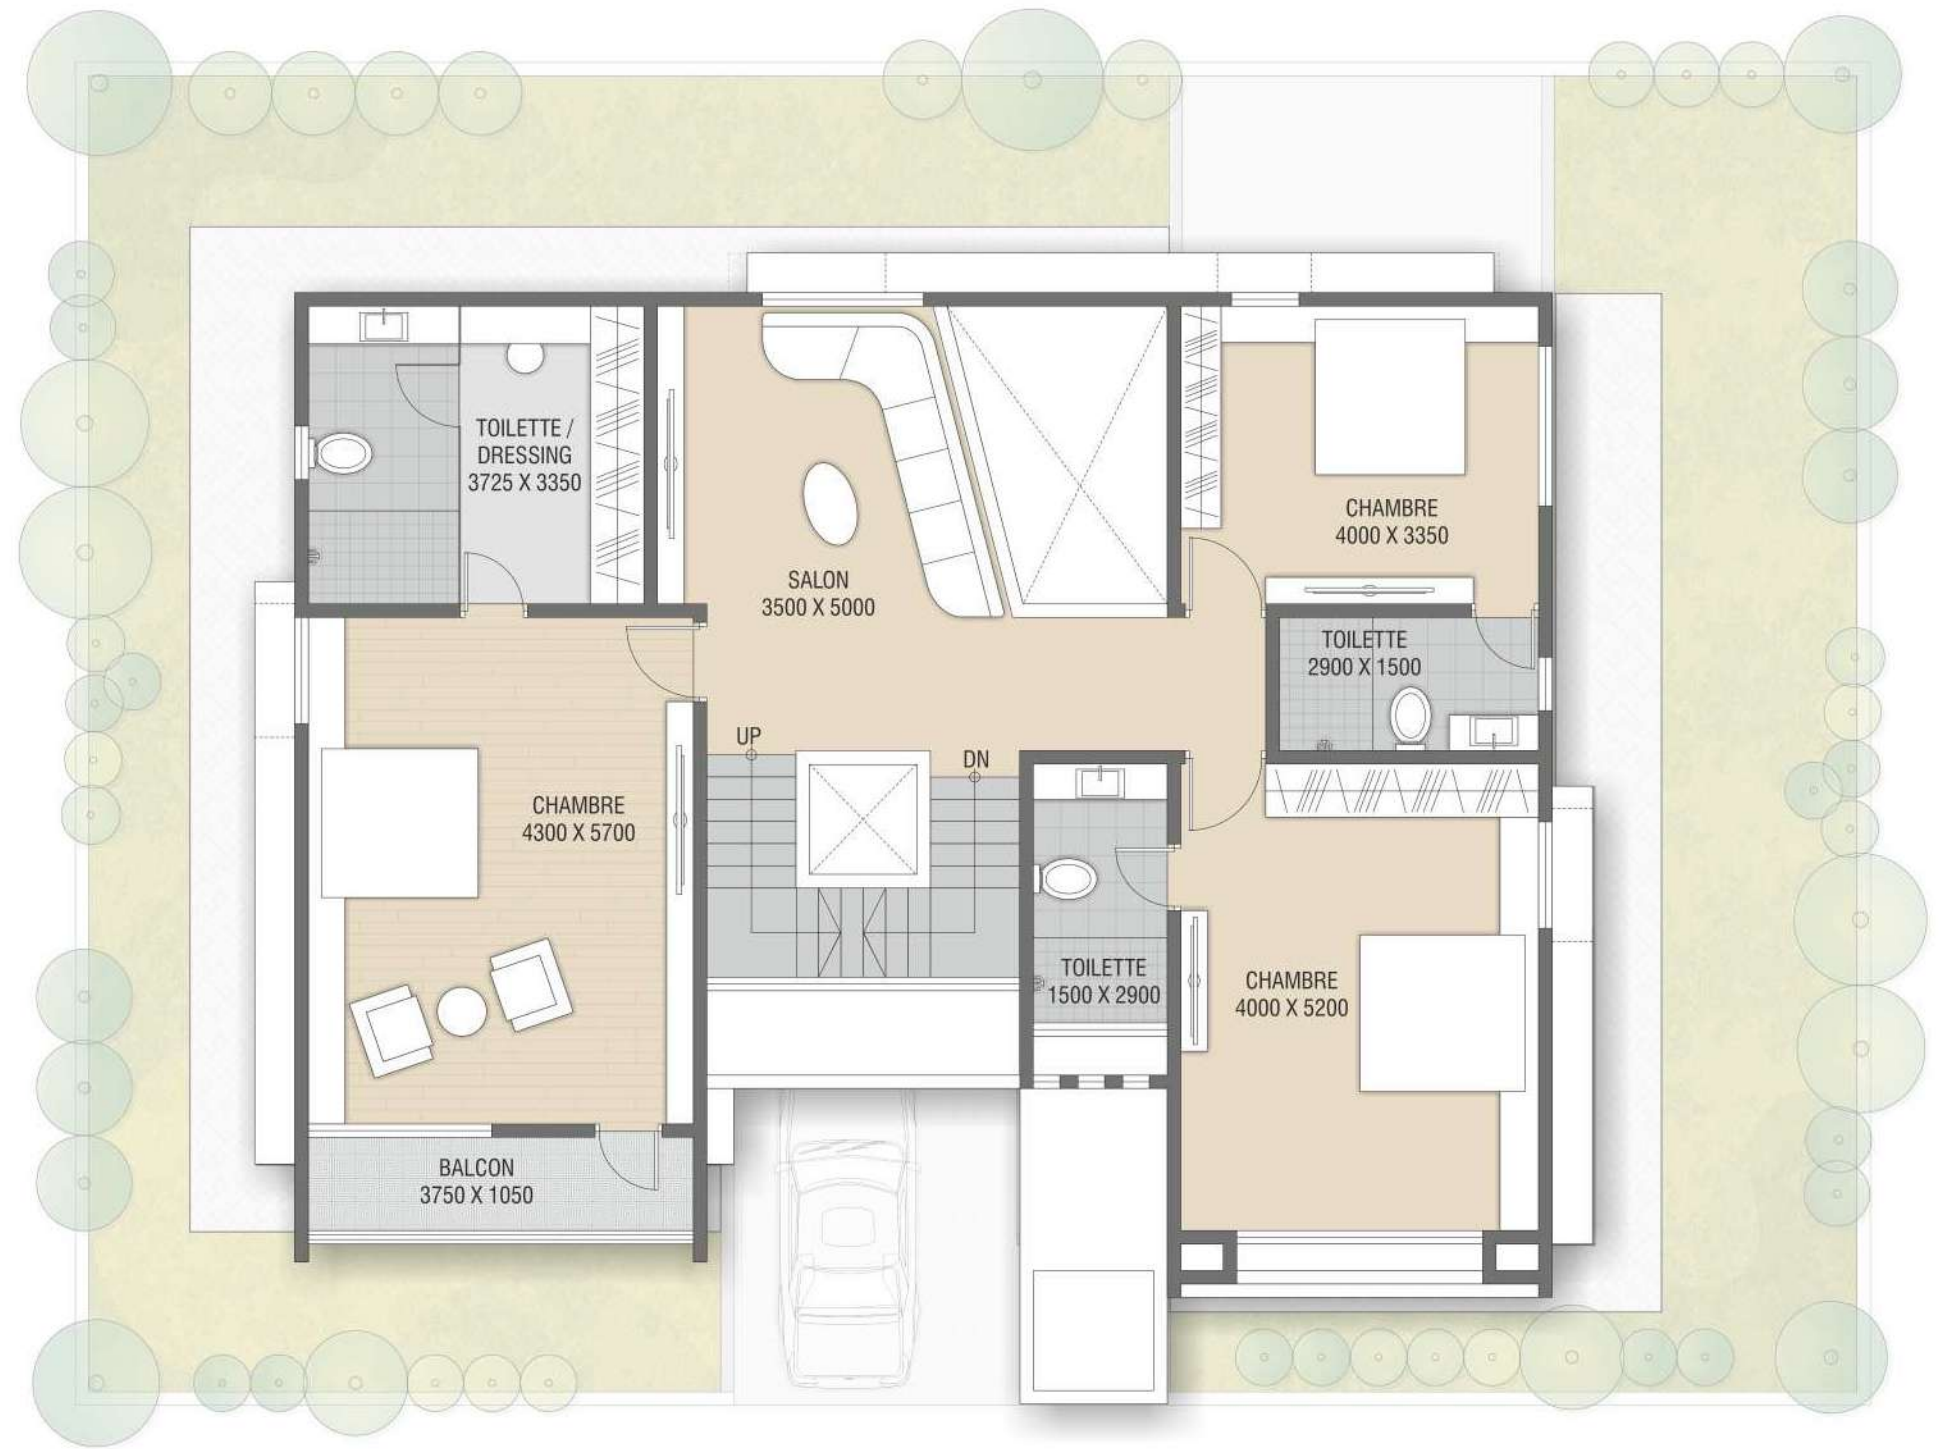 TOILETTE /
DRESSING
3725 X 3350
SALON
3500 X 5000
CHAMBRE
4000 X 3350
TOILETTE
2900 X 1500
UP
DN
CHAMBRE
4300 X 5700
TOILETTE
1500 X 2900
CHAMBRE
4000 X 5200
BALCON
3750 X 1050